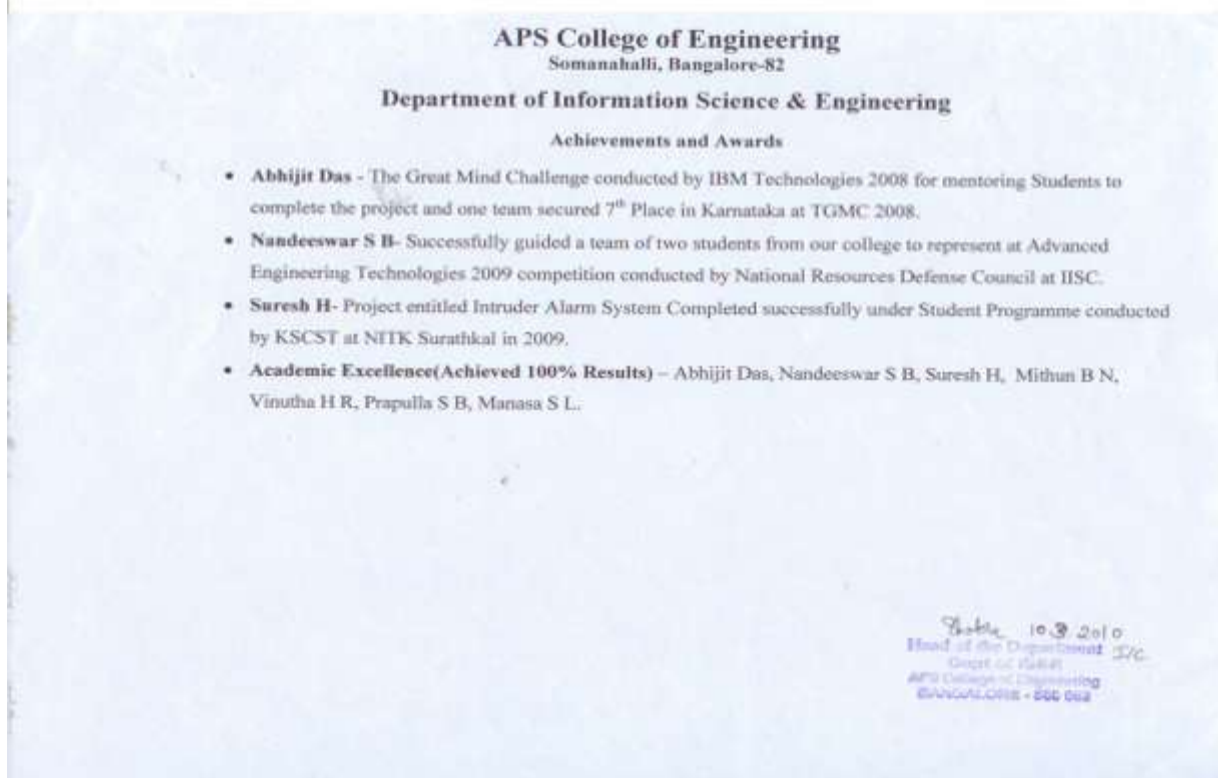 APS College of Engineering
Somanahalli, Bangalore-82
Department of Information Science & Engineering
Achievements and Awards
• Abhijit Das - The Great Mind Challenge conducted by IBM Technologies 2008 for mentoring Students to
complete the project and one team secured 7th Place in Karnataka at TGMC 2008.
• Nandeeswar S B- Successfully guided a team of two students from our college to represent at Advanced
Engineering Technologies 2009 competition conducted by National Resources Defense Council at IISC.
• Suresh H- Project entitled Intruder Alarm System Completed successfully under Student Programme conducted
by KSCST at NITK Surathkal in 2009.
• Academic Excellence(Achieved 100% Results) – Abhijit Das, Nandeeswar S B, Suresh H, Mithun B N,
Vinutha H R, Prapulla S B, Manasa S L.
10.3 2010
Head of the Department I/C
APS College of Engineering
BANGALORE -